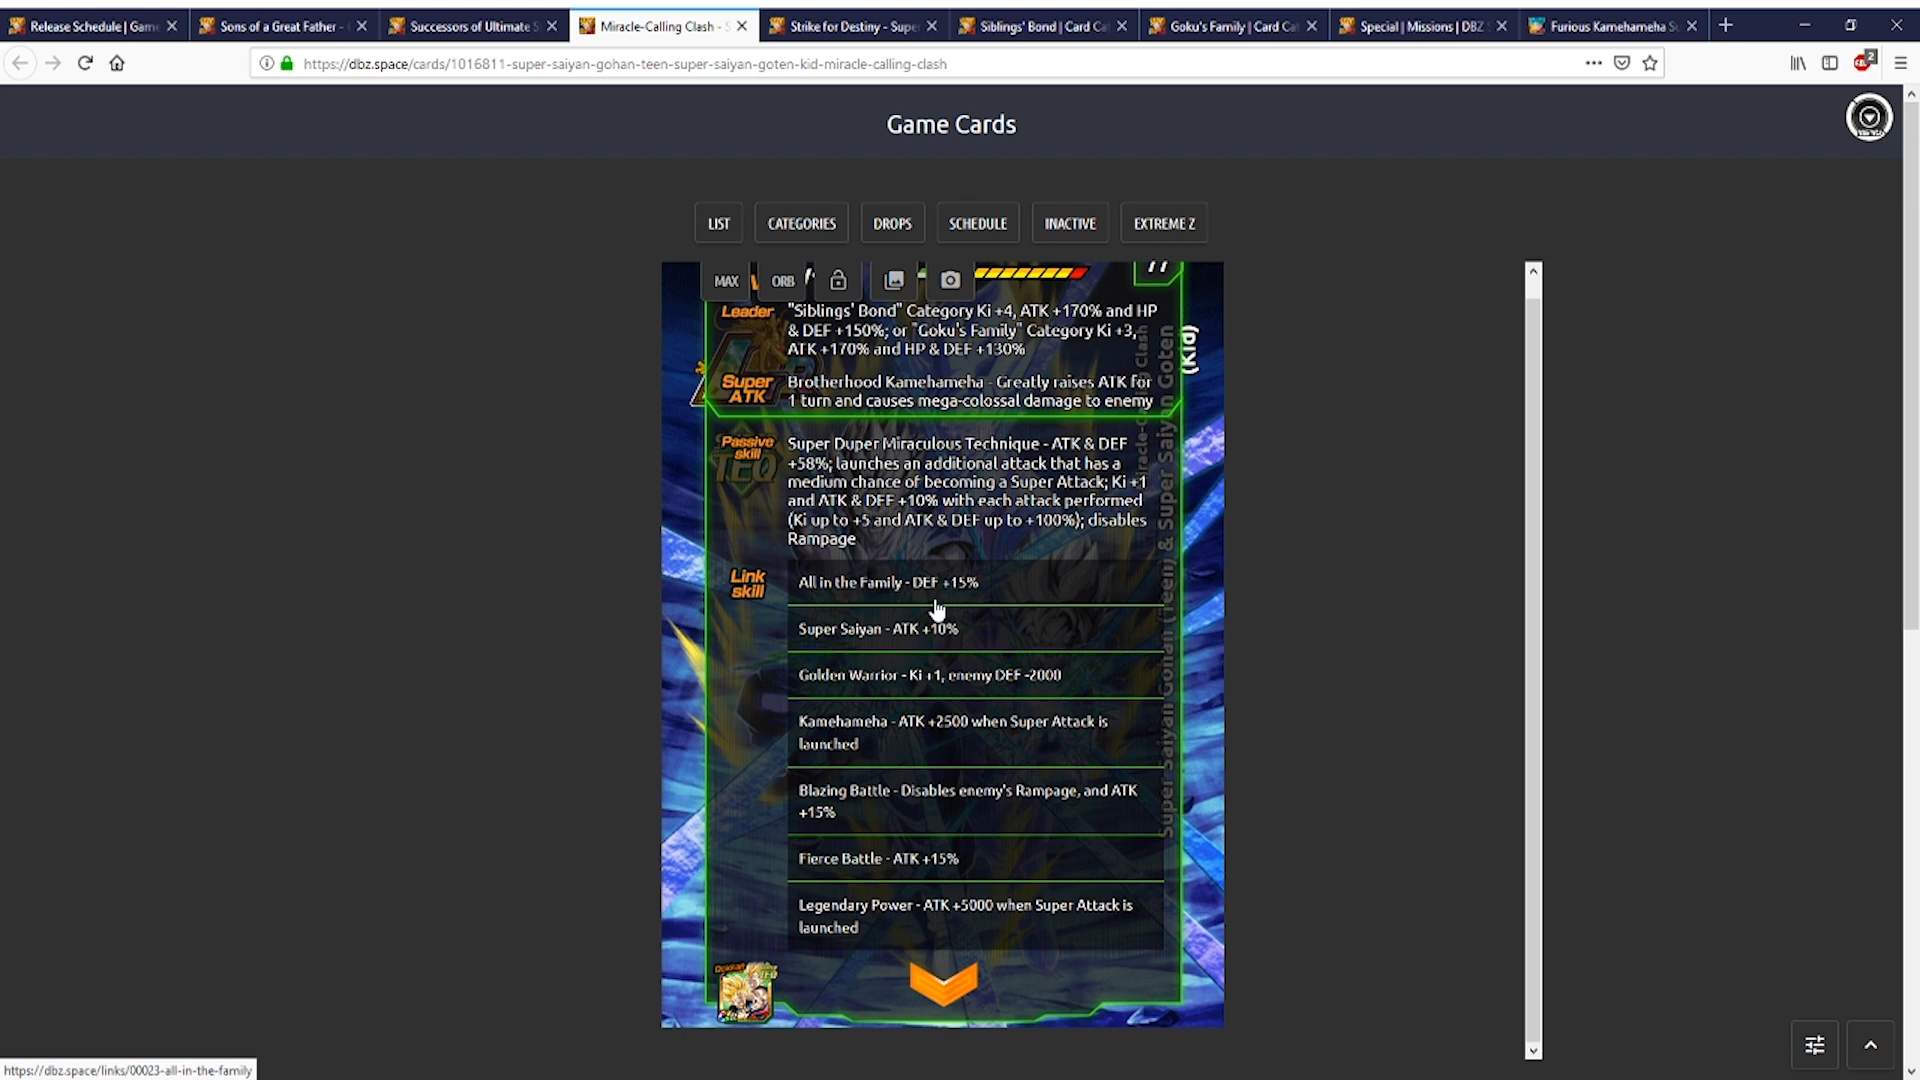 Release Schedule | Game
Sons of a Great Father -
Successors of Ultimate S
Miracle-Calling Clash - S
Strike for Destiny - Supe
Siblings' Bond | Card Ca
Goku's Family | Card Cat
Special | Missions | DBZ
Furious Kamehameha Su
https://dbz.space/cards/1016811-super-saiyan-gohan-teen-super-saiyan-goten-kid-miracle-calling-clash
2
Game Cards
LIST
CATEGORIES
DROPS
SCHEDULE
INACTIVE
EXTREME Z
MAX
ORB
77
Leader
"Siblings' Bond" Category Ki +4, ATK +170% and HP
& DEF +150%; or "Goku's Family" Category Ki +3,
ATK +170% and HP & DEF +130%
Super
ATK
Brotherhood Kamehameha - Greatly raises ATK for
1 turn and causes mega-colossal damage to enemy
Passive
skill
TEQ
Super Duper Miraculous Technique - ATK & DEF
+58%; launches an additional attack that has a
medium chance of becoming a Super Attack; Ki +1
and ATK & DEF +10% with each attack performed
(Ki up to +5 and ATK & DEF up to +100%); disables
Rampage
Link
skill
All in the Family - DEF +15%
Super Saiyan - ATK +10%
Golden Warrior - Ki +1, enemy DEF -2000
Kamehameha - ATK +2500 when Super Attack is
launched
Blazing Battle - Disables enemy's Rampage, and ATK
+15%
Fierce Battle - ATK +15%
Legendary Power - ATK +5000 when Super Attack is
launched
Miracle-Calling Clash
Super Saiyan Gohan (Teen) & Super Saiyan Goten
(Kid)
https://dbz.space/links/00023-all-in-the-family